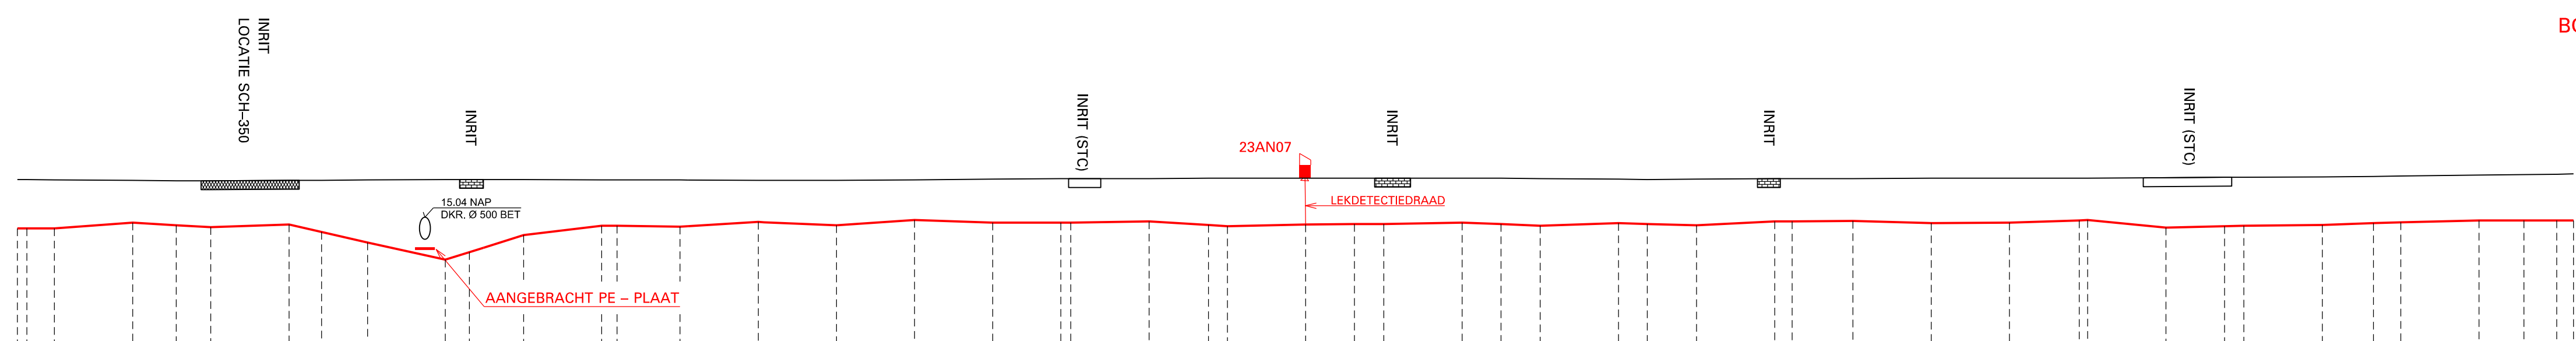 INRIT
LOCATIE SCH–350
INRIT
15.04 NAP
DKR, Ø 500 BET
AANGEBRACHT PE – PLAAT
INRIT (STC)
23AN07
LEKDETECTIEDRAAD
INRIT
INRIT
INRIT (STC)